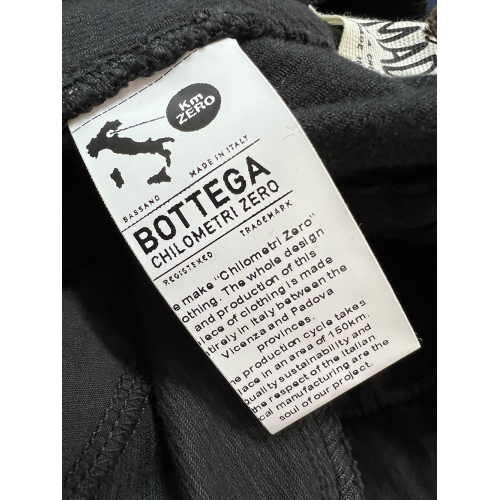 Km
ZERO
BASSANO
MADE IN ITALY
BOTTEGA
CHILOMETRI ZERO
REGISTERED
TRADEMARK
e make "Chilometri Zero"
othing. The whole design
and production of this
iece of clothing is made
tirely in Italy between the
Vicenza and Padova
provinces.
he production cycle takes
lace in an area of 150km.
quality sustainability and
the respect of the Italian
cal manufacturing are the
soul of our project.